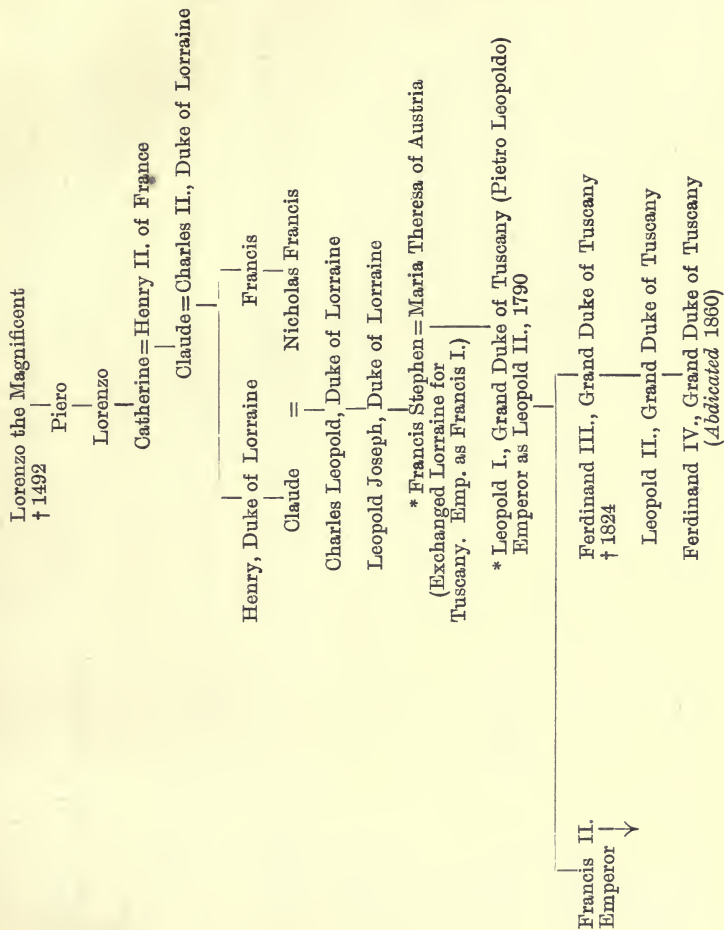 Lorenzo the Magnificent
† 1492
Piero
Lorenzo
Catherine=Henry II. of France
Claude=Charles II., Duke of Lorraine
Henry, Duke of Lorraine Francis
Claude = Nicholas Francis
Charles Leopold, Duke of Lorraine
Leopold Joseph, Duke of Lorraine
* Francis Stephen=Maria Theresa of Austria
(Exchanged Lorraine for
Tuscany. Emp. as Francis I.)
* Leopold I., Grand Duke of Tuscany (Pietro Leopoldo)
Emperor as Leopold II., 1790
Francis II.
Emperor
Ferdinand III., Grand Duke of Tuscany
† 1824
Leopold II., Grand Duke of Tuscany
Ferdinand IV., Grand Duke of Tuscany
(Abdicated 1860)